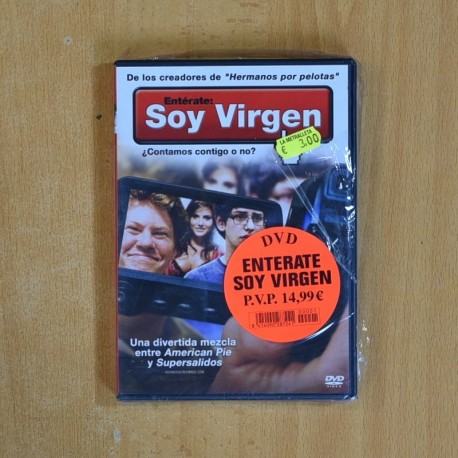 De los creadores de "Hermanos por pelotas"
Entérate:
Soy Virgen
¿Contamos contigo o no?
LA METRALLETA
€ 3,00
DVD
ENTERATE
SOY VIRGEN
P.V.P. 14,99 €
Una divertida mezcla
entre American Pie
y Supersalidos
DVD
VIDEO